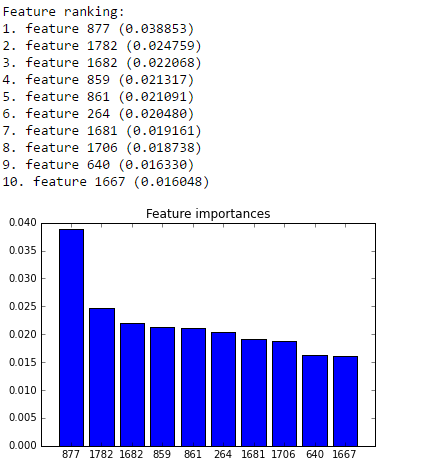 Feature ranking:
1. feature 877 (0.038853)
2. feature 1782 (0.024759)
3. feature 1682 (0.022068)
4. feature 859 (0.021317)
5. feature 861 (0.021091)
6. feature 264 (0.020480)
7. feature 1681 (0.019161)
8. feature 1706 (0.018738)
9. feature 640 (0.016330)
10. feature 1667 (0.016048)
Feature importances
0.040
0.035
0.030
0.025
0.020
0.015
0.010
0.005
0.000
877 1782 1682 859 861 264 1681 1706 640 1667